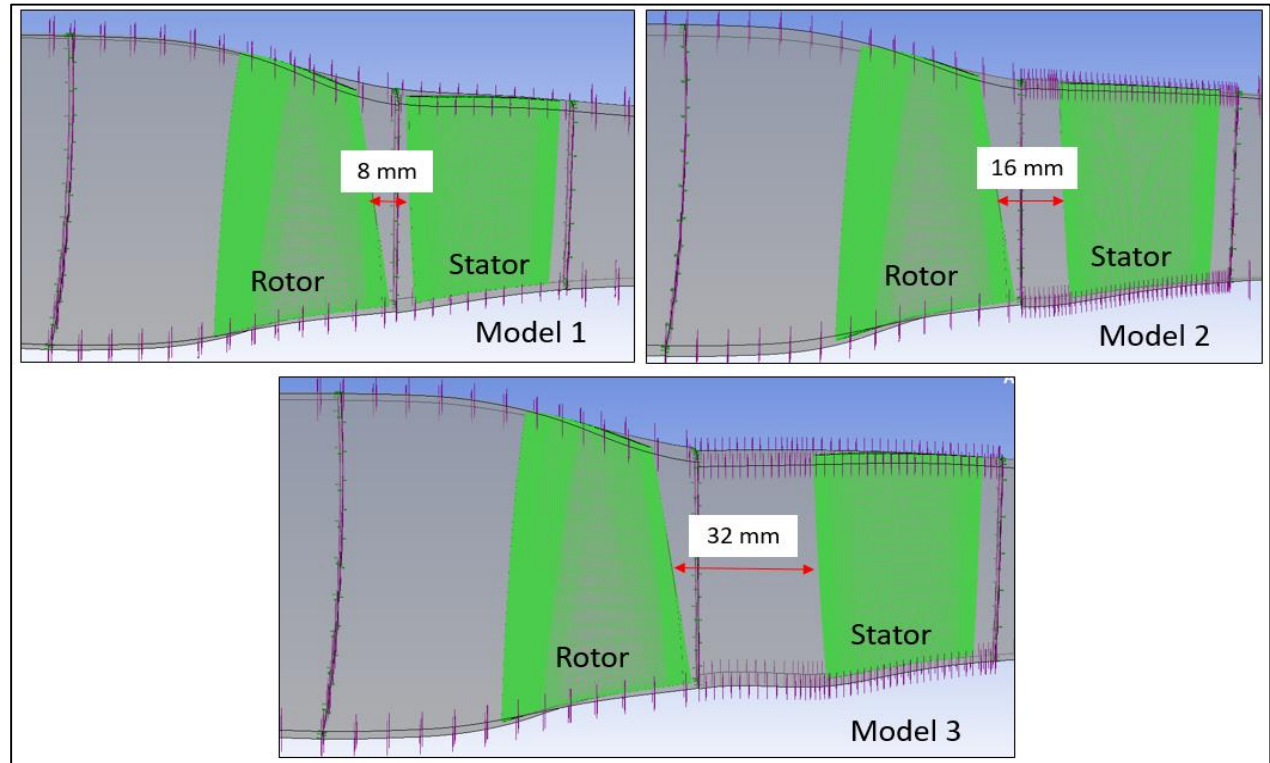 8 mm
Rotor
Stator
Model 1
16 mm
Rotor
Stator
Model 2
32 mm
Rotor
Stator
Model 3